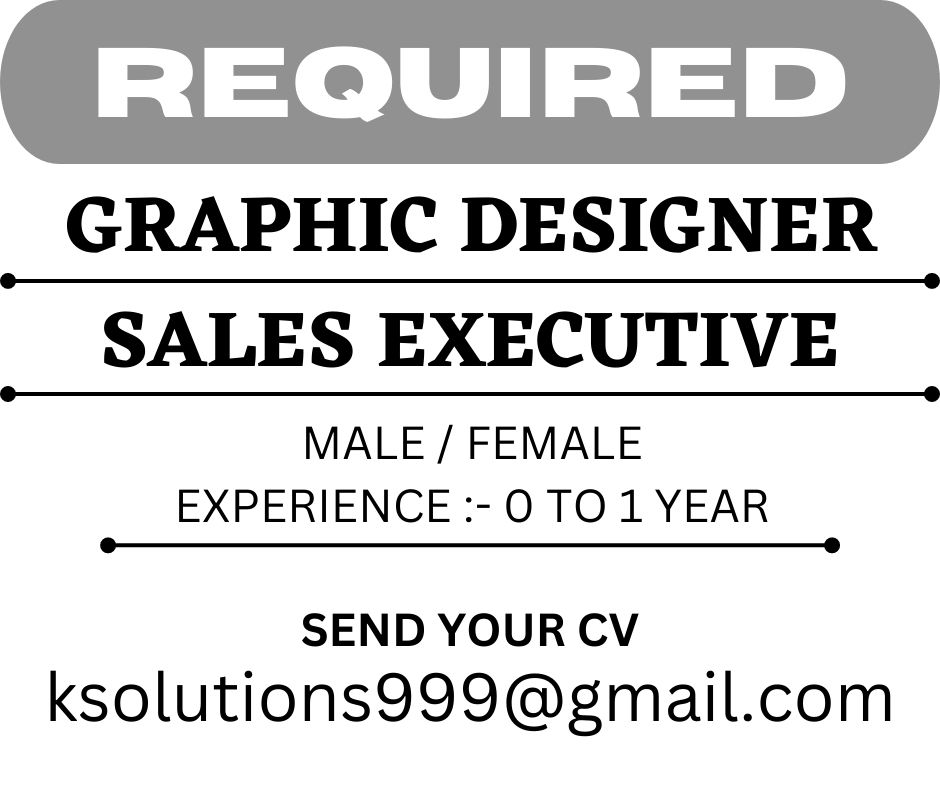 REQUIRED
GRAPHIC DESIGNER
SALES EXECUTIVE
MALE / FEMALE
EXPERIENCE :- 0 TO 1 YEAR
SEND YOUR CV
ksolutions999@gmail.com